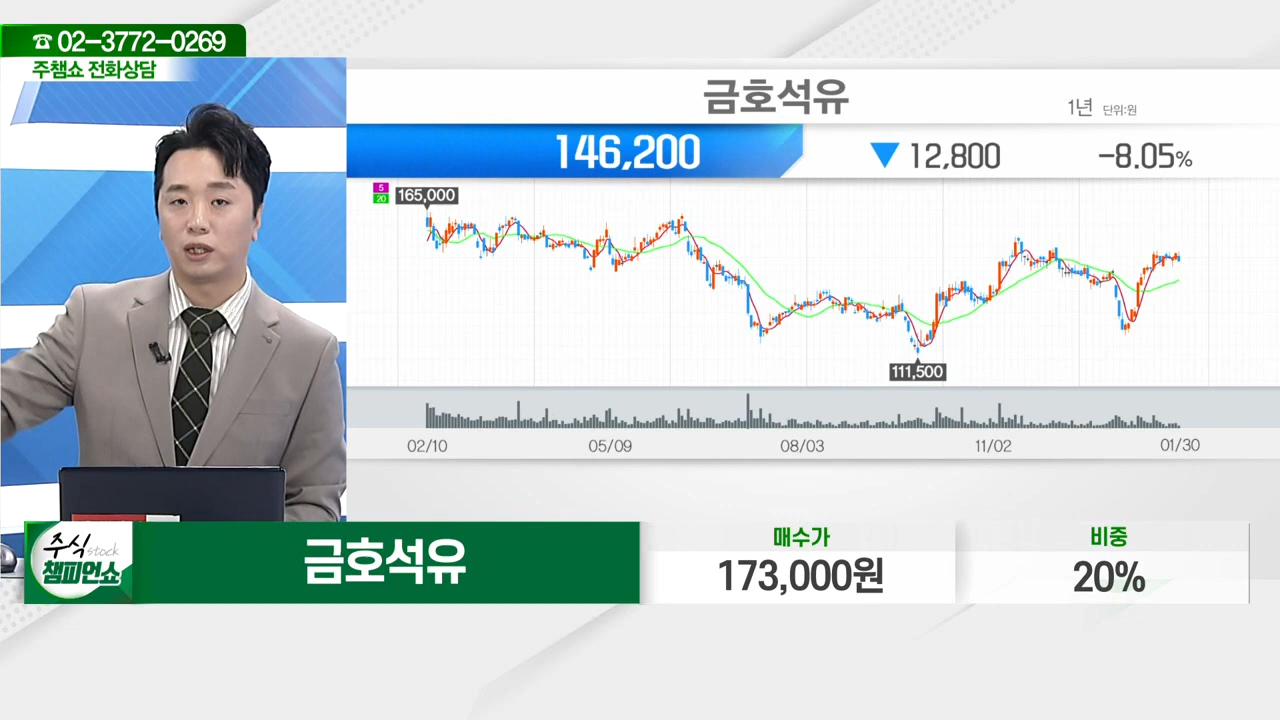 ☎ 02-3772-0269
주챔쇼 전화상담
금호석유
1년 단위:원
146,200
▼ 12,800
-8.05%
5
20
165,000
111,500
02/10
05/09
08/03
11/02
01/30
주식 stock
챔피언쇼
금호석유
매수가
173,000원
비중
20%